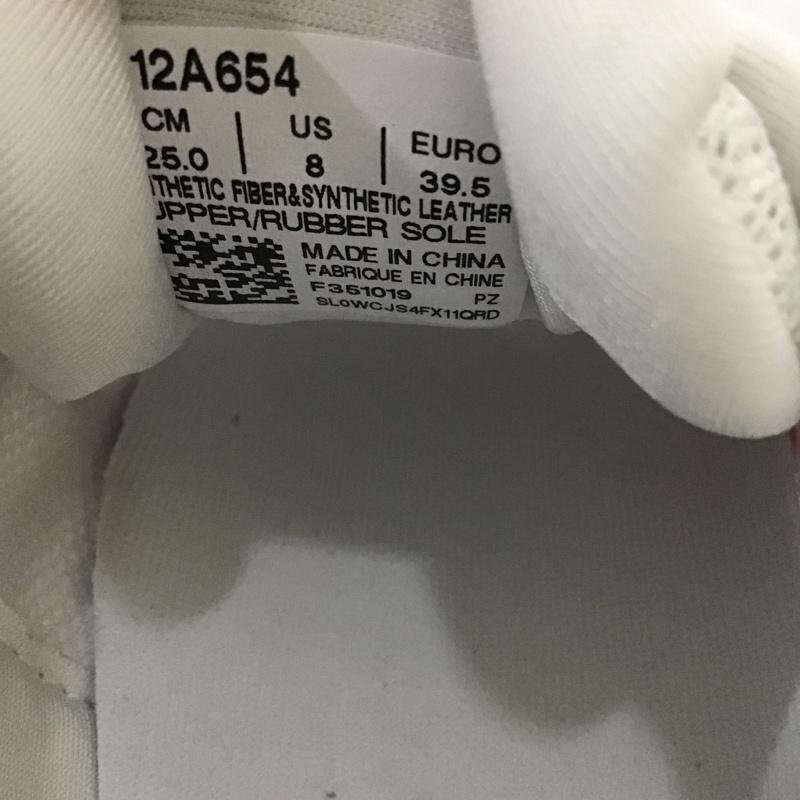 12A654
CM | US | EURO
25.0 | 8 | 39.5
THETIC FIBER&SYNTHETIC LEATHER
UPPER/RUBBER SOLE
MADE IN CHINA
FABRIQUE EN CHINE
F351019 PZ
SL0WCJS4FX11QRD